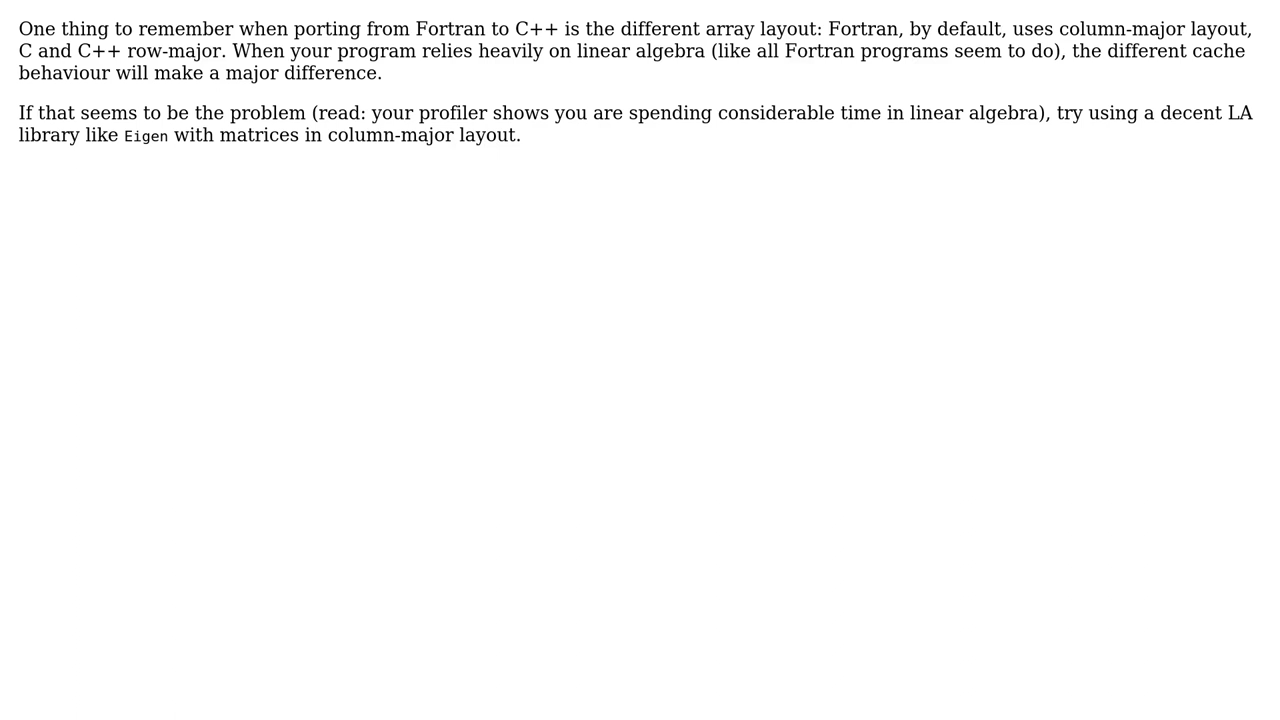 One thing to remember when porting from Fortran to C++ is the different array layout: Fortran, by default, uses column-major layout,
C and C++ row-major. When your program relies heavily on linear algebra (like all Fortran programs seem to do), the different cache
behaviour will make a major difference.
If that seems to be the problem (read: your profiler shows you are spending considerable time in linear algebra), try using a decent LA
library like Eigen with matrices in column-major layout.